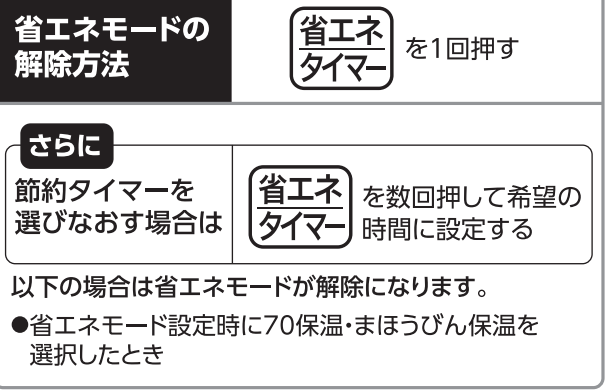 省エネモードの
解除方法
省エネ
タイマー
を1回押す
さらに
節約タイマーを
選びなおす場合は
省エネ
タイマー
を数回押して希望の
時間に設定する
以下の場合は省エネモードが解除になります。
●省エネモード設定時に70保温・まほうびん保温を
選択したとき